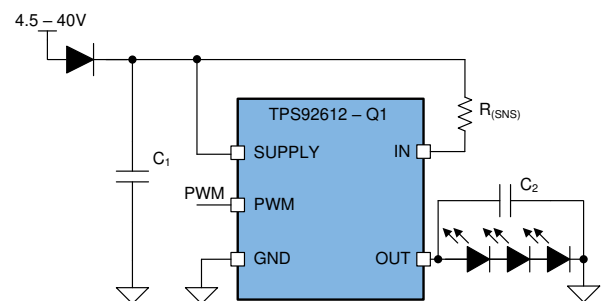 4.5 – 40V
TPS92612 – Q1
R(SNS)
C1
SUPPLY
IN
PWM
PWM
C2
GND
OUT